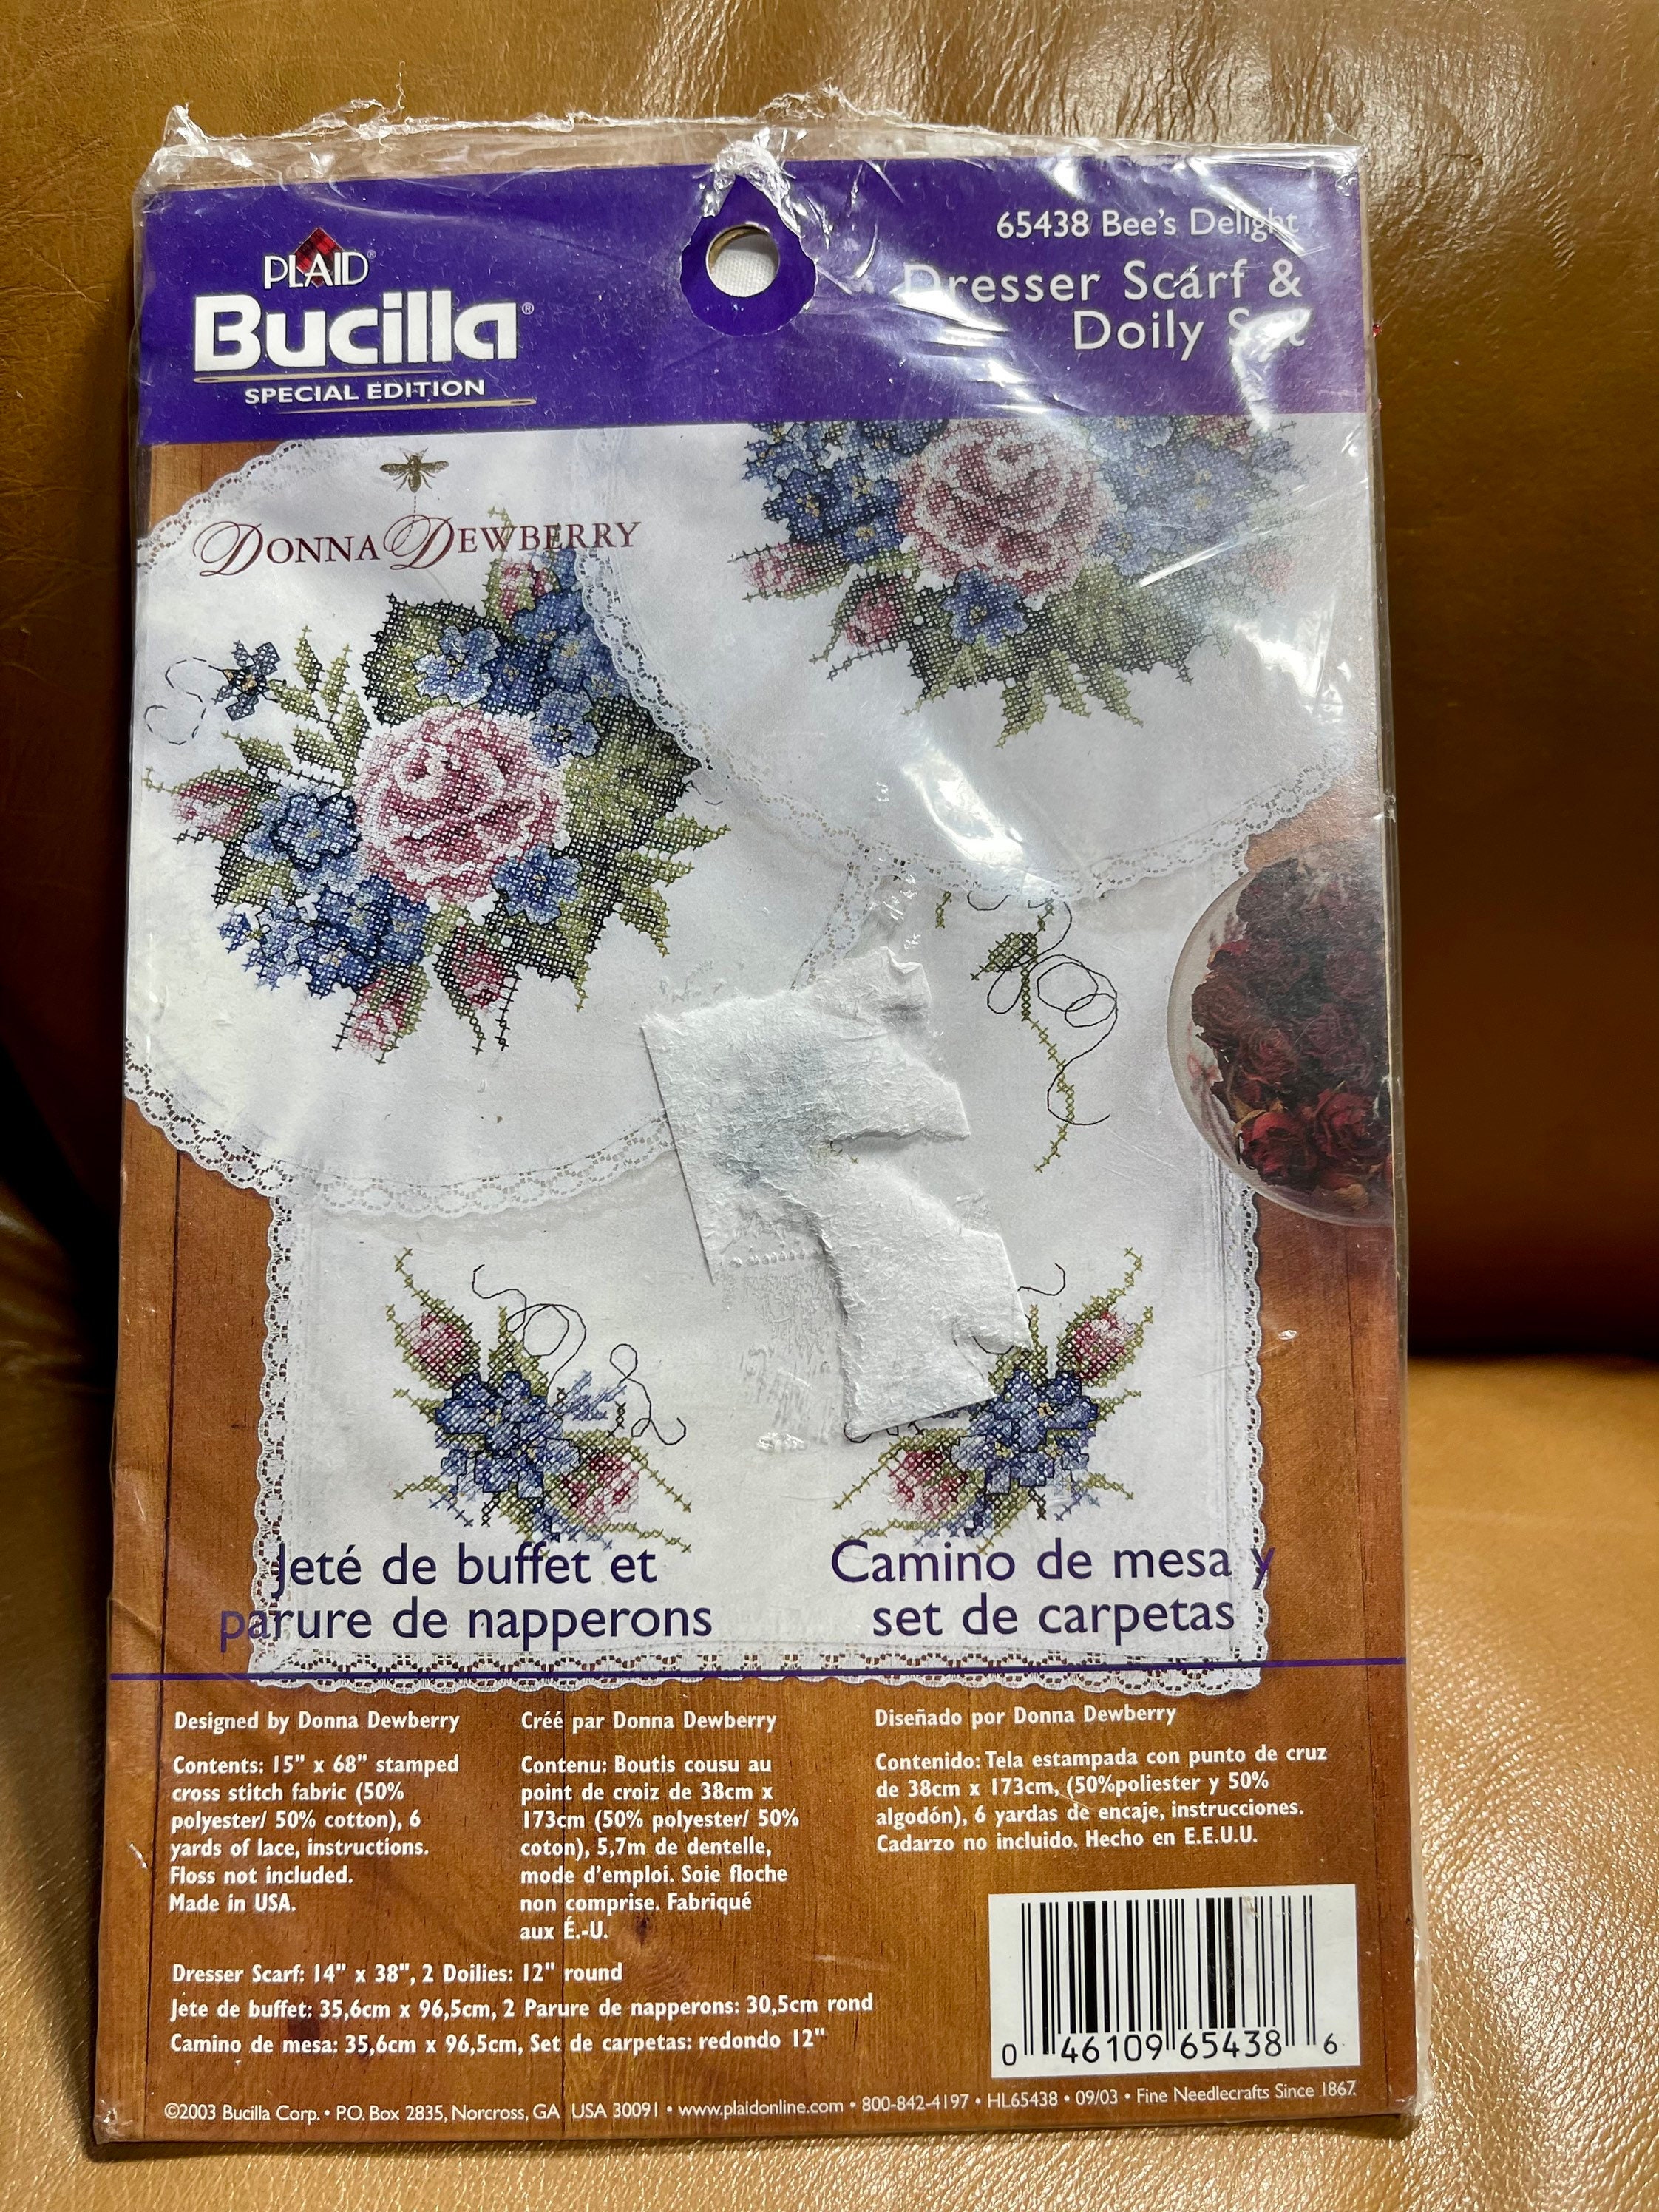 PLAID®
Bucilla®
SPECIAL EDITION
65438 Bee's Delight
Dresser Scarf &
Doily Set
DONNA DEWBERRY
Jeté de buffet et
parure de napperons
Camino de mesa y
set de carpetas
Designed by Donna Dewberry
Contents: 15" x 68" stamped
cross stitch fabric (50%
polyester/ 50% cotton), 6
yards of lace, instructions.
Floss not included.
Made in USA.
Créé par Donna Dewberry
Contenu: Boutis cousu au
point de croiz de 38cm x
173cm (50% polyester/ 50%
coton), 5,7m de dentelle,
mode d'emploi. Soie floche
non comprise. Fabriqué
aux É.-U.
Diseñado por Donna Dewberry
Contenido: Tela estampada con punto de cruz
de 38cm x 173cm, (50%poliester y 50%
algodón), 6 yardas de encaje, instrucciones.
Cadarzo no incluido. Hecho en E.E.U.U.
Dresser Scarf: 14" x 38", 2 Doilies: 12" round
Jete de buffet: 35,6cm x 96,5cm, 2 Parure de napperons: 30,5cm rond
Camino de mesa: 35,6cm x 96,5cm, Set de carpetas: redondo 12"
0 46109 65438 6
©2003 Bucilla Corp. • P.O. Box 2835, Norcross, GA USA 30091 • www.plaidonline.com • 800-842-4197 • HL65438 • 09/03 • Fine Needlecrafts Since 1867